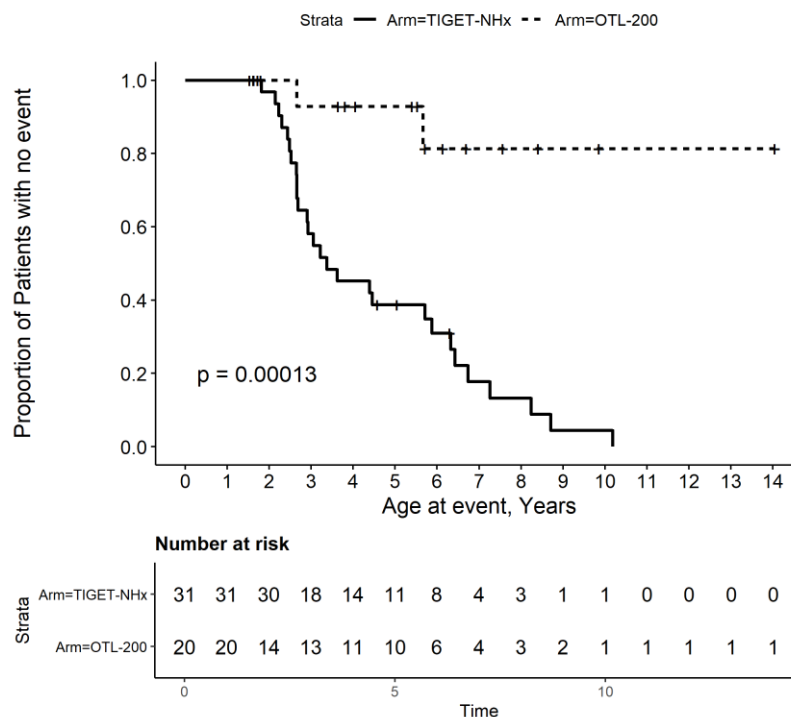 Strata Arm=TIGET-NHx Arm=OTL-200
Proportion of Patients with no event
1.0
0.8
0.6
0.4
0.2
0.0
p = 0.00013
0 1 2 3 4 5 6 7 8 9 10 11 12 13 14
Age at event, Years
Number at risk
Strata
Arm=TIGET-NHx 31 31 30 18 14 11 8 4 3 1 1 0 0 0 0
Arm=OTL-200 20 20 14 13 11 10 6 4 3 2 1 1 1 1 1
0 5 10
Time